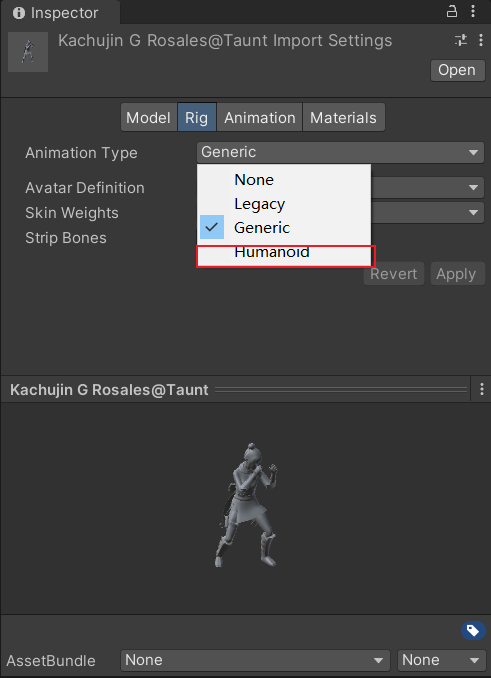 Inspector
Kachujin G Rosales@Taunt Import Settings
Open
Model Rig Animation Materials
Animation Type Generic
None
Avatar Definition
Legacy
Skin Weights
Generic
Strip Bones
Humanoid
Revert Apply
Kachujin G Rosales@Taunt
AssetBundle None None